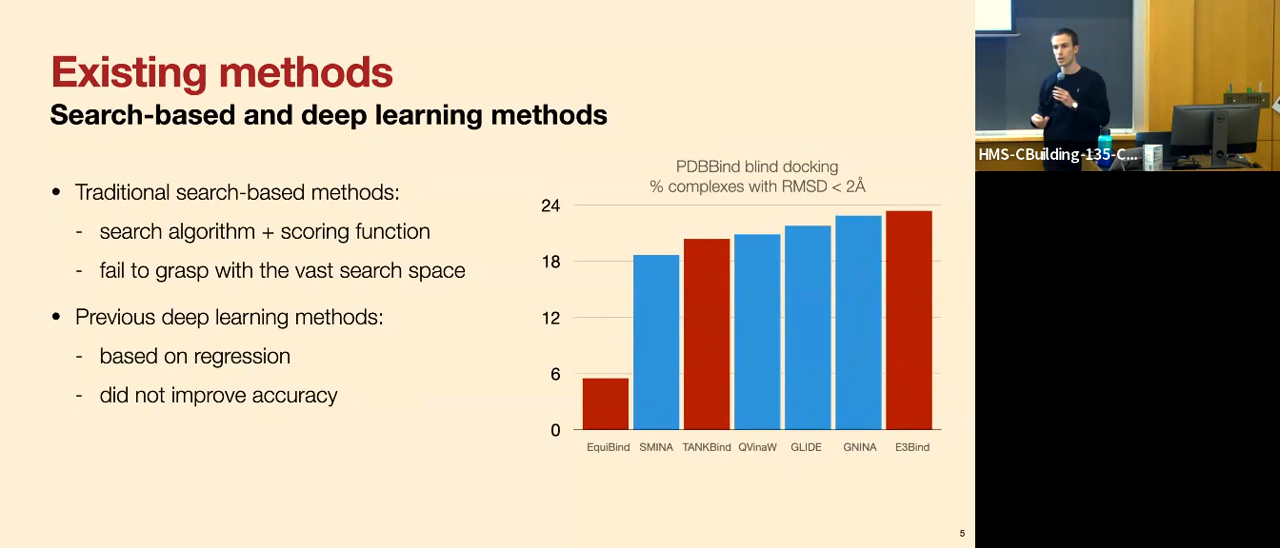 Existing methods
Search-based and deep learning methods
• Traditional search-based methods:
- search algorithm + scoring function
- fail to grasp with the vast search space
• Previous deep learning methods:
- based on regression
- did not improve accuracy
PDBBind blind docking
% complexes with RMSD < 2Å
24
18
12
6
0
EquiBind SMINA TANKBind QVinaW GLIDE GNINA E3Bind
5
HMS-CBuilding-135-C...